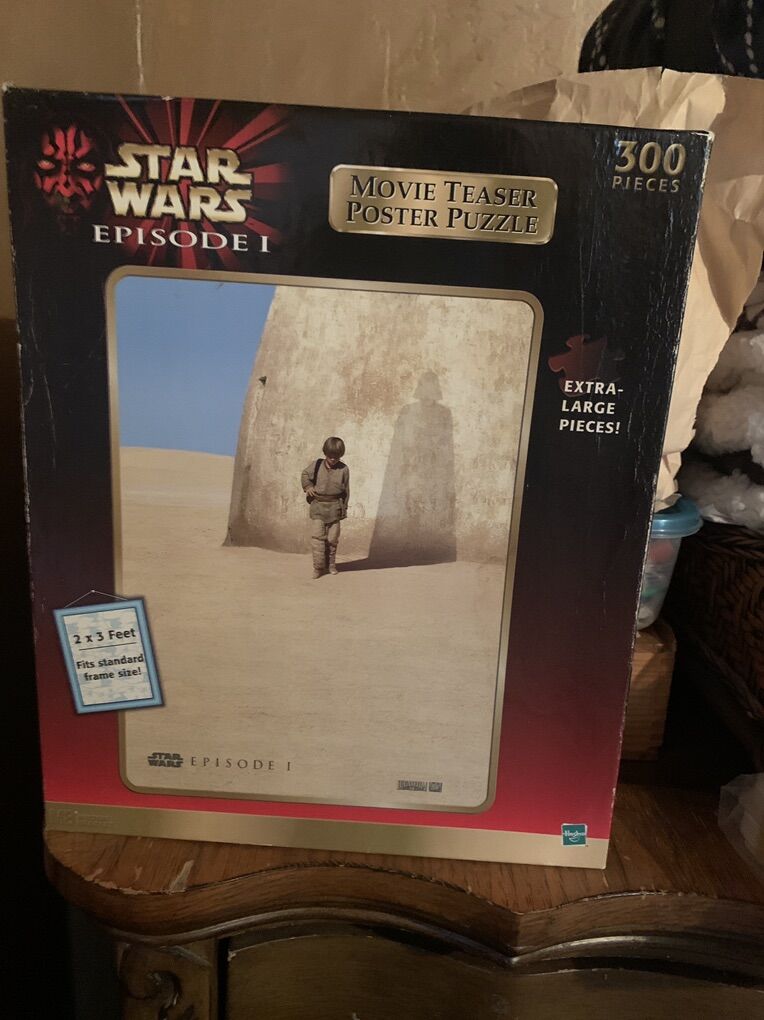 STAR
WARS
EPISODE I
MOVIE TEASER
POSTER PUZZLE
300
PIECES
EXTRA-
LARGE
PIECES!
2 x 3 Feet
Fits standard
frame size!
STAR
WARS EPISODE I
Hasbro